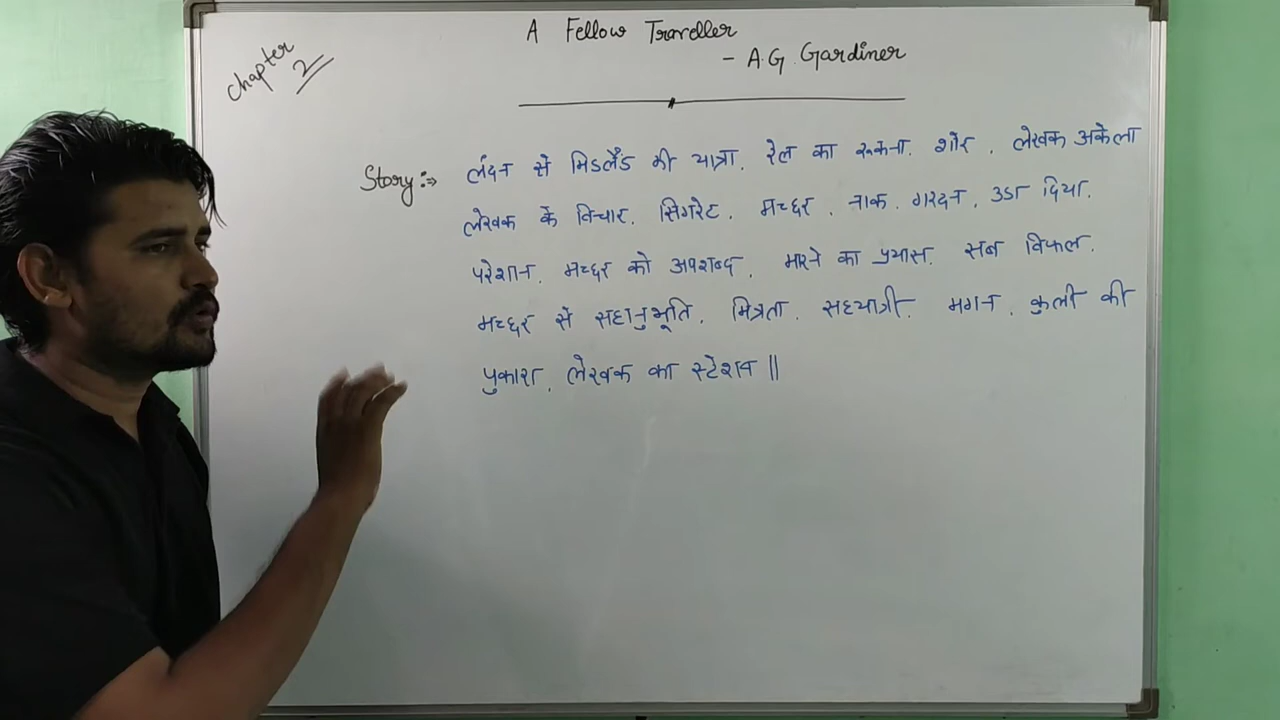 Chapter 2
A Fellow Traveller
- A.G. Gardiner
Story :⇒ लंदन से मिडलैंड की यात्रा. रेल का रूकना. शोर. लेखक अकेला
लेखक के विचार. सिगरेट. मच्छर. नाक. गरदन. उडा दिया.
परेशान. मच्छर को अपशब्द. मारने का प्रयास. सब विफल.
मच्छर से सहानुभूति. मित्रता. सहयात्री. मगन. कुली की
पुकारा. लेखक का स्टेशन ||